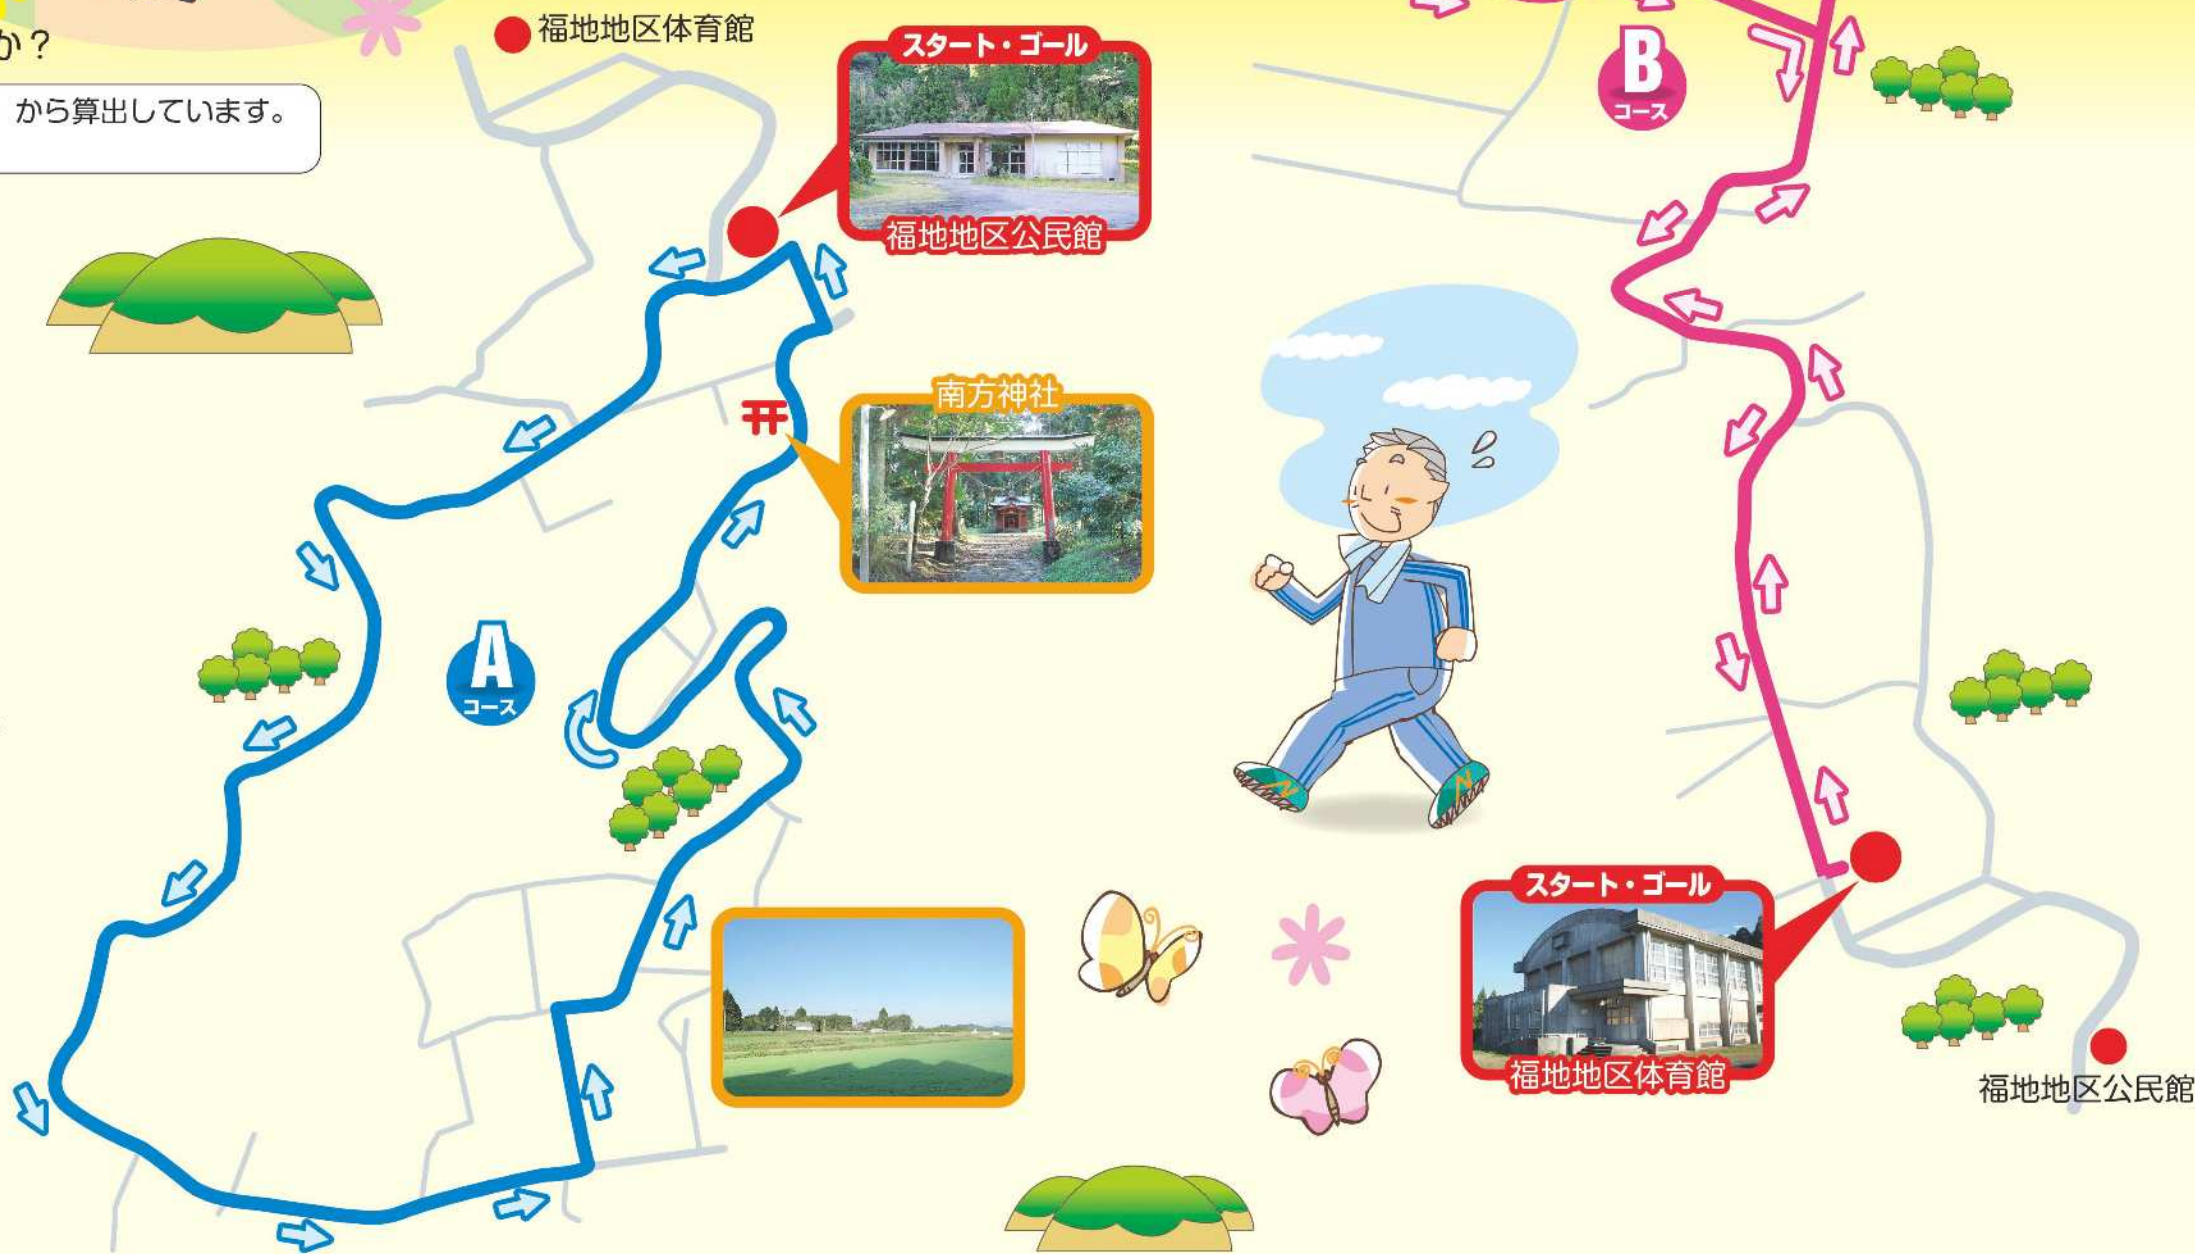 か?
から算出しています。
福地地区体育館
スタート・ゴール
福地地区公民館
南方神社
A
コース
B
コース
スタート・ゴール
福地地区体育館
福地地区公民館